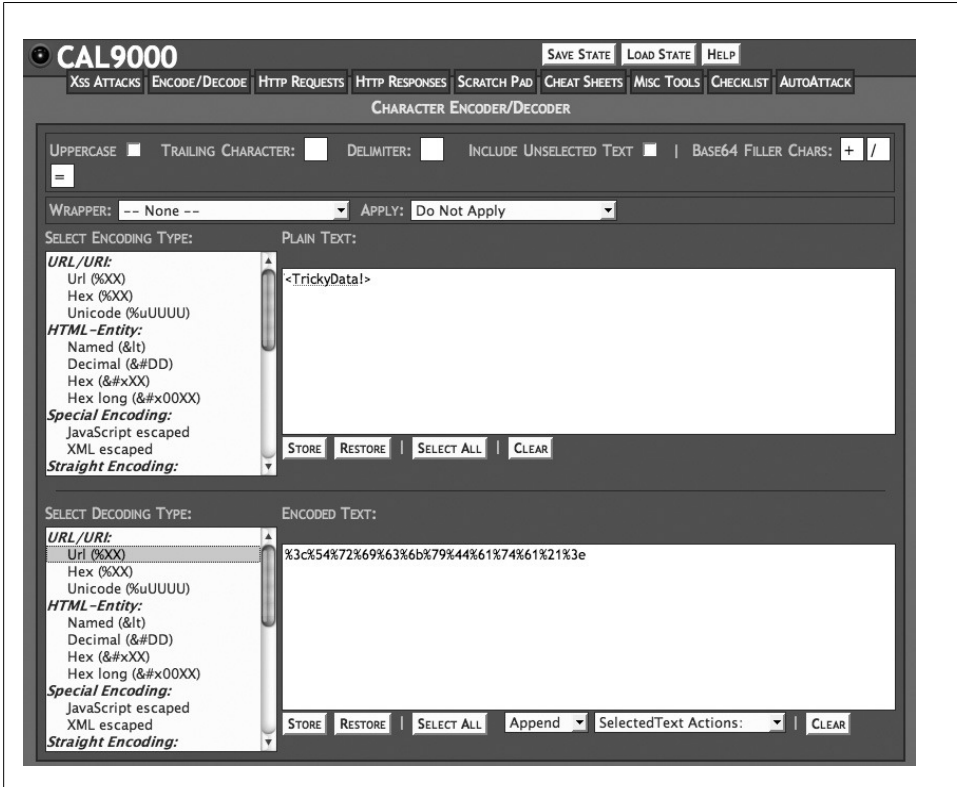 CAL9000
SAVE STATE LOAD STATE HELP
XSS ATTACKS ENCODE/DECODE HTTP REQUESTS HTTP RESPONSES SCRATCH PAD CHEAT SHEETS MISC TOOLS CHECKLIST AUTOATTACK
CHARACTER ENCODER/DECODER
UPPERCASE TRAILING CHARACTER: DELIMITER: INCLUDE UNSELECTED TEXT | BASE64 FILLER CHARS: + /
=
WRAPPER: -- None -- APPLY: Do Not Apply
SELECT ENCODING TYPE:
URL/URI:
Url (%XX)
Hex (%XX)
Unicode (%uUUUU)
HTML-Entity:
Named (&lt)
Decimal (&#DD)
Hex (&#xXX)
Hex long (&#x00XX)
Special Encoding:
JavaScript escaped
XML escaped
Straight Encoding:
PLAIN TEXT:
<TrickyData!>
STORE RESTORE | SELECT ALL | CLEAR
SELECT DECODING TYPE:
URL/URI:
Url (%XX)
Hex (%XX)
Unicode (%uUUUU)
HTML-Entity:
Named (&lt)
Decimal (&#DD)
Hex (&#xXX)
Hex long (&#x00XX)
Special Encoding:
JavaScript escaped
XML escaped
Straight Encoding:
ENCODED TEXT:
%3c%54%72%69%63%6b%79%44%61%74%61%21%3e
STORE RESTORE | SELECT ALL Append SelectedText Actions: | CLEAR